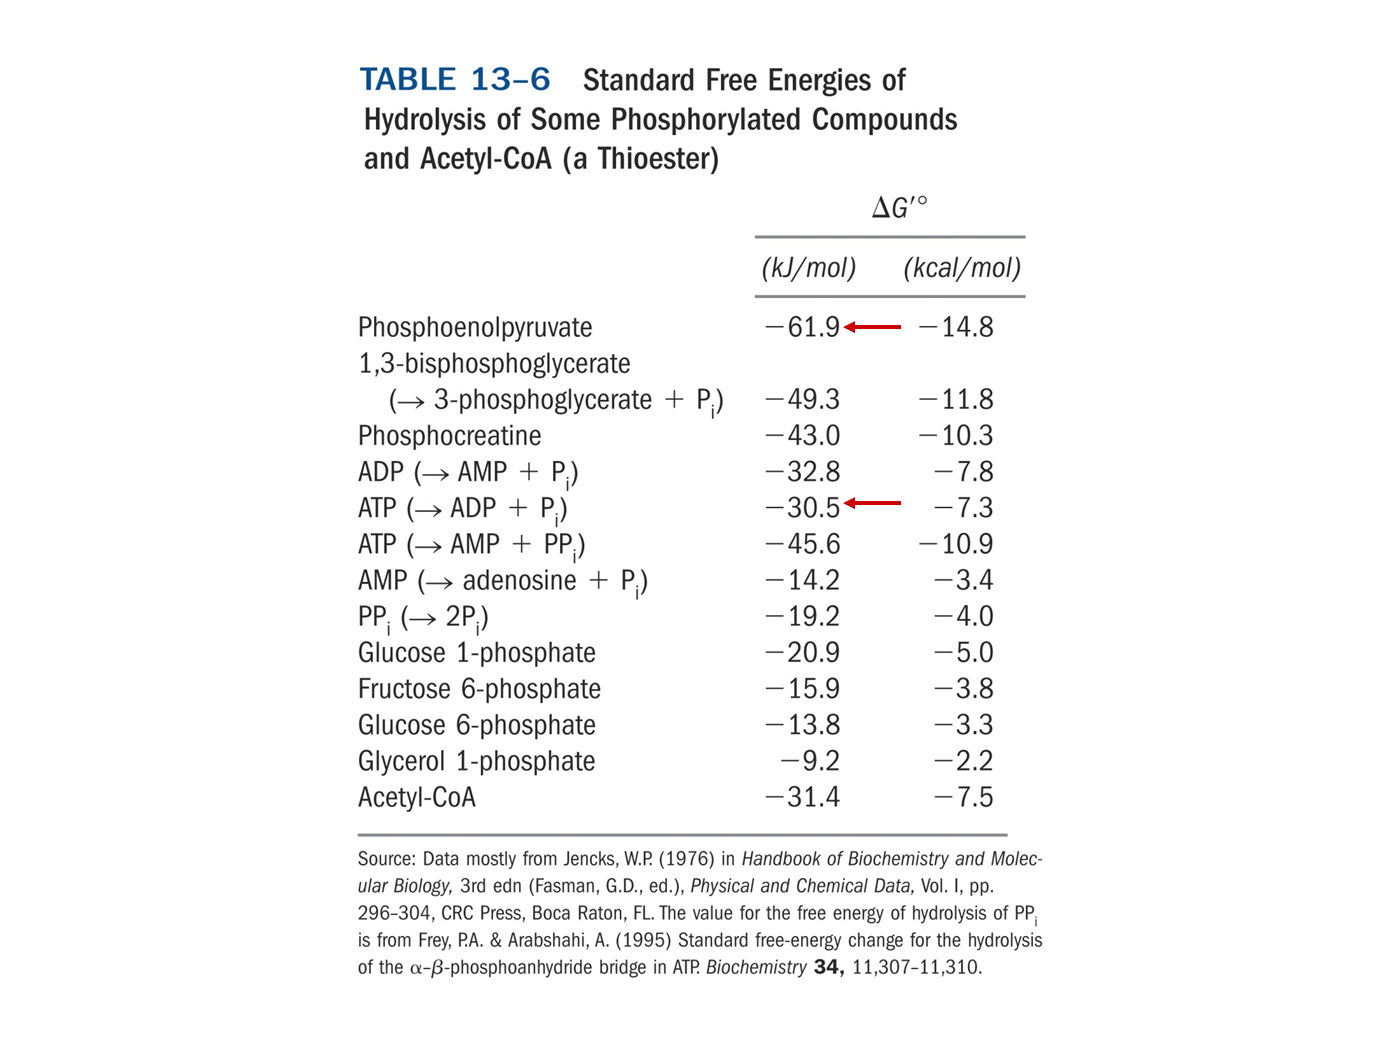 TABLE 13–6 Standard Free Energies of
Hydrolysis of Some Phosphorylated Compounds
and Acetyl-CoA (a Thioester)
ΔG′°
(kJ/mol) (kcal/mol)
Phosphoenolpyruvate −61.9 −14.8
1,3-bisphosphoglycerate
(→ 3-phosphoglycerate + Pi) −49.3 −11.8
Phosphocreatine −43.0 −10.3
ADP (→ AMP + Pi) −32.8 −7.8
ATP (→ ADP + Pi) −30.5 −7.3
ATP (→ AMP + PPi) −45.6 −10.9
AMP (→ adenosine + Pi) −14.2 −3.4
PPi (→ 2Pi) −19.2 −4.0
Glucose 1-phosphate −20.9 −5.0
Fructose 6-phosphate −15.9 −3.8
Glucose 6-phosphate −13.8 −3.3
Glycerol 1-phosphate −9.2 −2.2
Acetyl-CoA −31.4 −7.5
Source: Data mostly from Jencks, W.P. (1976) in Handbook of Biochemistry and Molec-
ular Biology, 3rd edn (Fasman, G.D., ed.), Physical and Chemical Data, Vol. I, pp.
296–304, CRC Press, Boca Raton, FL. The value for the free energy of hydrolysis of PPi
is from Frey, P.A. & Arabshahi, A. (1995) Standard free-energy change for the hydrolysis
of the α–β-phosphoanhydride bridge in ATP. Biochemistry 34, 11,307–11,310.